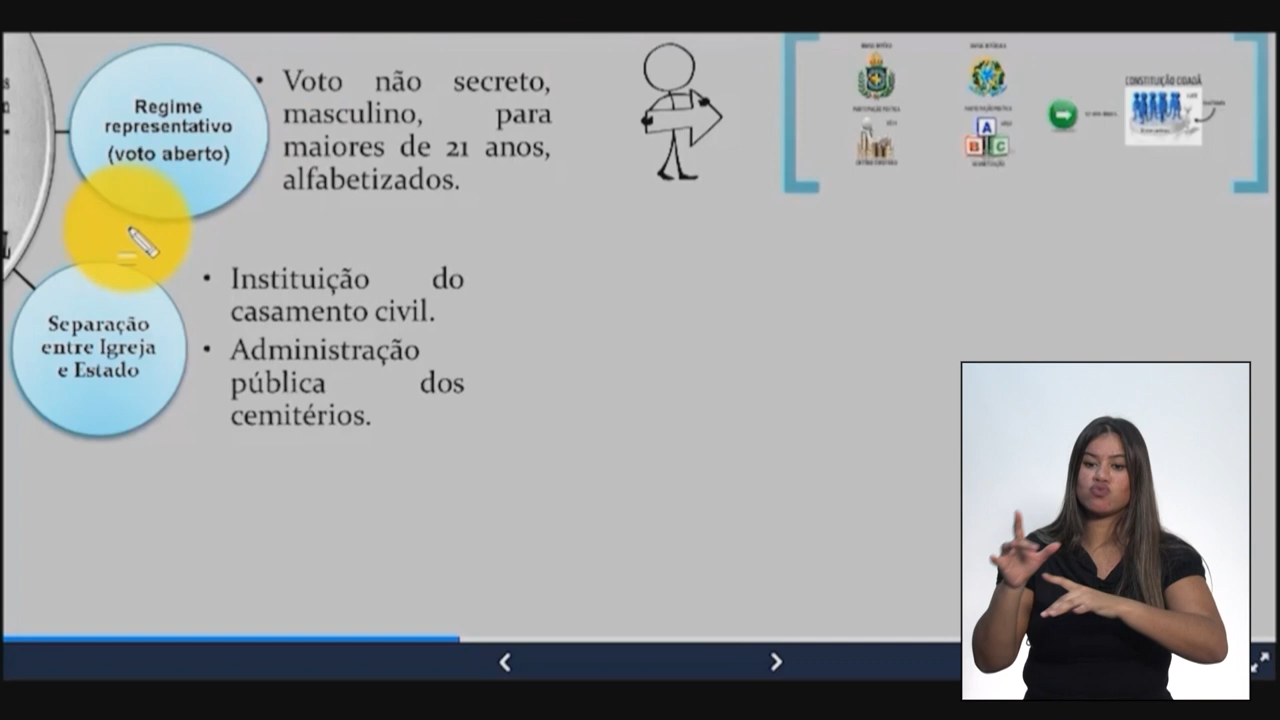 Regime
representativo
(voto aberto)
• Voto não secreto,
masculino, para
maiores de 21 anos,
alfabetizados.
Separação
entre Igreja
e Estado
• Instituição do
casamento civil.
• Administração
pública dos
cemitérios.
CONSTITUIÇÃO CIDADÃ
A
B C